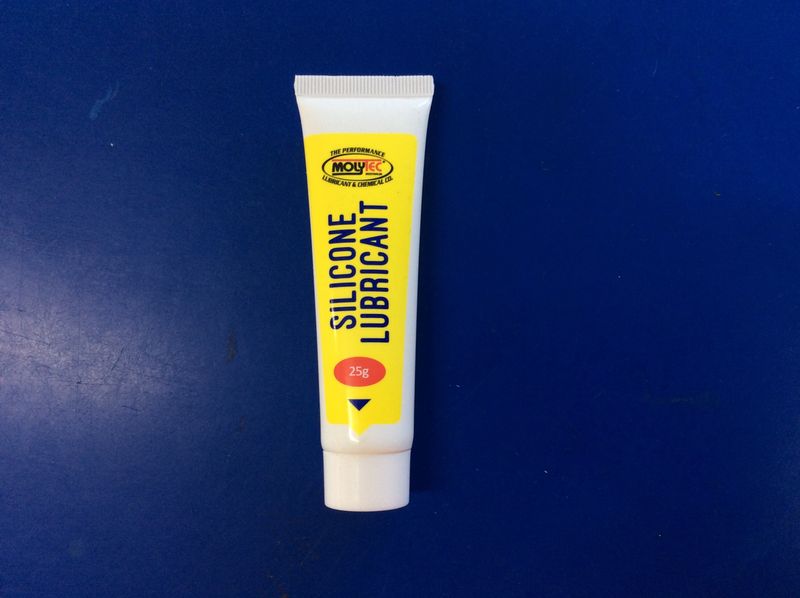 THE PERFORMANCE
MOLYTEC
LUBRICANT & CHEMICAL CO.
SILICONE
LUBRICANT
25g